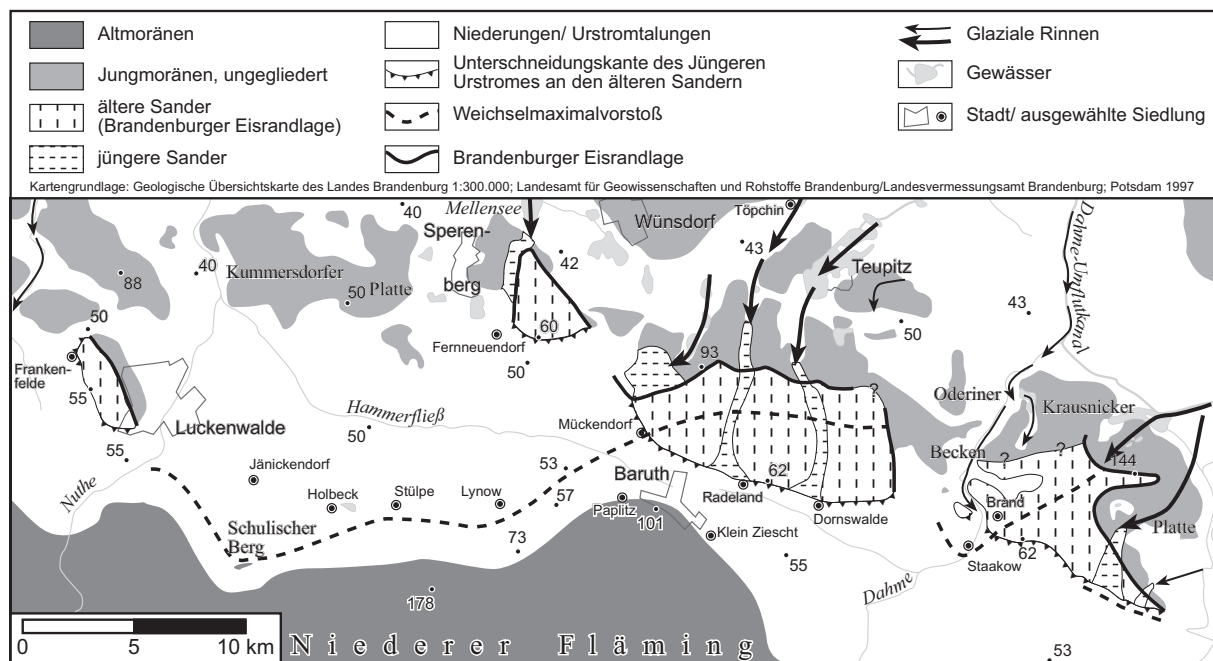 Altmoränen
Jungmoränen, ungegliedert
ältere Sander
(Brandenburger Eisrandlage)
jüngere Sander
Niederungen/ Urstromtalungen
Unterschneidungskante des Jüngeren
Urstromes an den älteren Sandern
Weichselmaximalvorstoß
Brandenburger Eisrandlage
Glaziale Rinnen
Gewässer
Stadt/ ausgewählte Siedlung
Kartengrundlage: Geologische Übersichtskarte des Landes Brandenburg 1:300.000; Landesamt für Geowissenschaften und Rohstoffe Brandenburg/Landesvermessungsamt Brandenburg; Potsdam 1997
40
Mellensee
Töpchin
Wünsdorf
Speren-
berg
43
42
88
40
Kummersdorfer
50
Platte
Teupitz
Dahme-Umflutkanal
43
50
50
60
Fernneuendorf
50
93
Franken-
felde
55
Luckenwalde
Hammerfließ
50
Mückendorf
?
Oderiner
Becken
Krausnicker
Platte
?
?
144
55
Nuthe
Jänickendorf
Holbeck
Stülpe
Lynow
53
57
Baruth
Paplitz
101
62
Radeland
Dornswalde
Klein Ziescht
Brand
62
Staakow
Schulischer
Berg
73
55
Dahme
178
53
0
5
10 km
Niederer Fläming